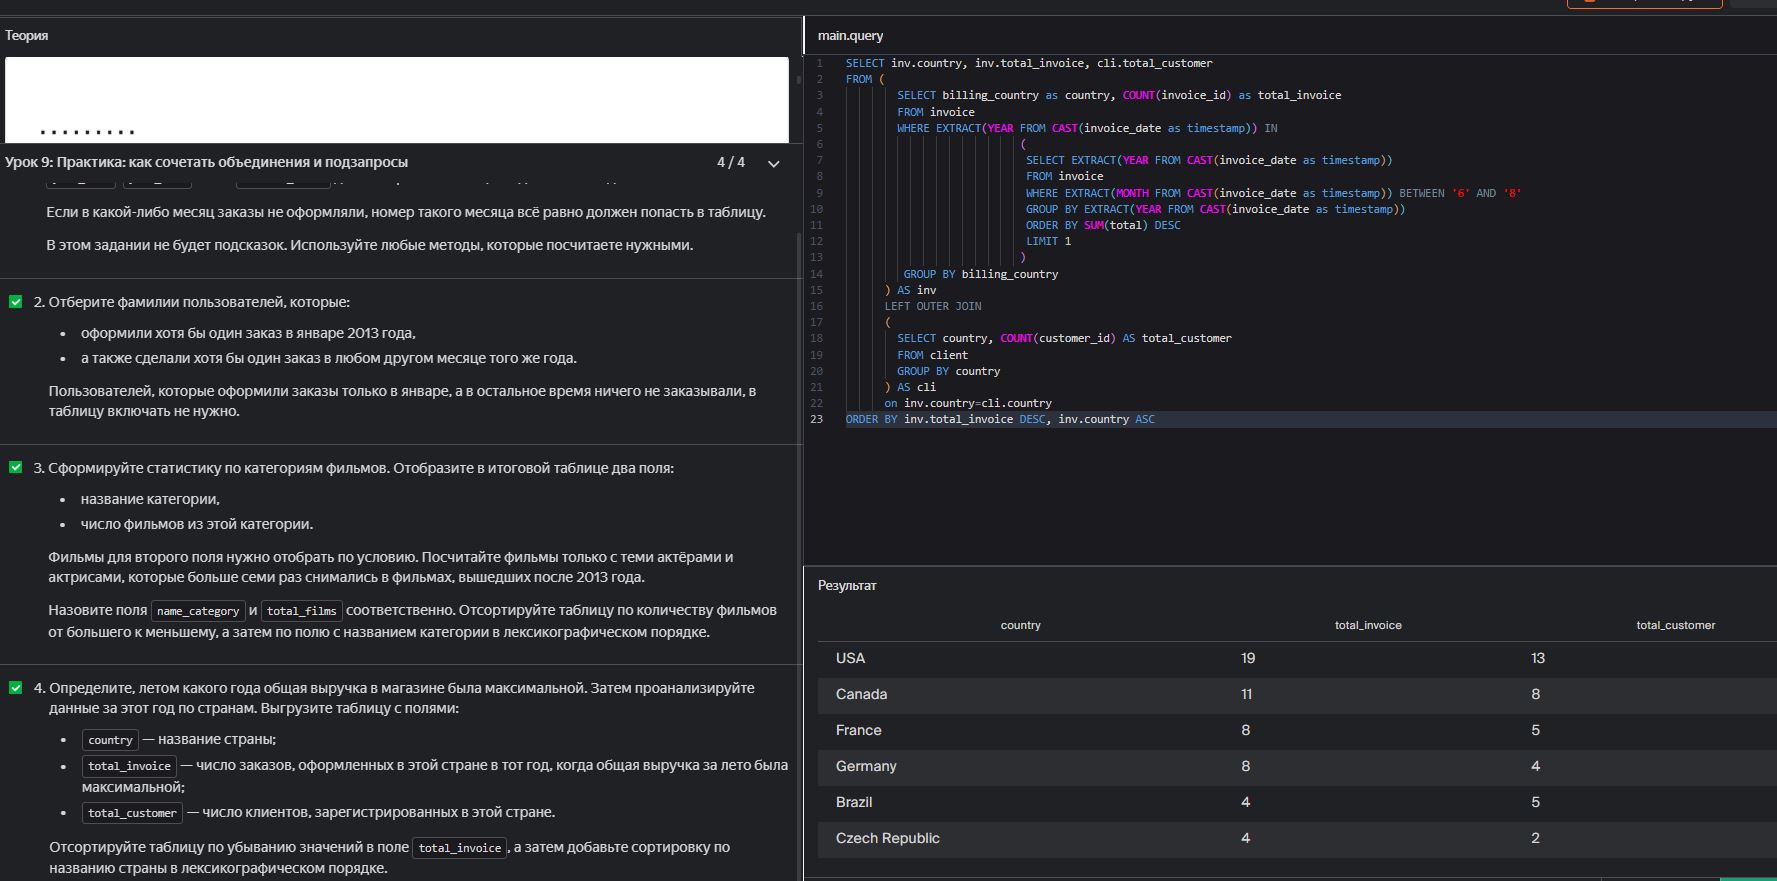 Теория
.........
Урок 9: Практика: как сочетать объединения и подзапросы
4 / 4
Если в какой-либо месяц заказы не оформляли, номер такого месяца всё равно должен попасть в таблицу.
В этом задании не будет подсказок. Используйте любые методы, которые посчитаете нужными.
2. Отберите фамилии пользователей, которые:
• оформили хотя бы один заказ в январе 2013 года,
• а также сделали хотя бы один заказ в любом другом месяце того же года.
Пользователей, которые оформили заказы только в январе, а в остальное время ничего не заказывали, в
таблицу включать не нужно.
3. Сформируйте статистику по категориям фильмов. Отобразите в итоговой таблице два поля:
• название категории,
• число фильмов из этой категории.
Фильмы для второго поля нужно отобрать по условию. Посчитайте фильмы только с теми актёрами и
актрисами, которые больше семи раз снимались в фильмах, вышедших после 2013 года.
Назовите поля name_category и total_films соответственно. Отсортируйте таблицу по количеству фильмов
от большего к меньшему, а затем по полю с названием категории в лексикографическом порядке.
4. Определите, летом какого года общая выручка в магазине была максимальной. Затем проанализируйте
данные за этот год по странам. Выгрузите таблицу с полями:
• country — название страны;
• total_invoice — число заказов, оформленных в этой стране в тот год, когда общая выручка за лето была
максимальной;
• total_customer — число клиентов, зарегистрированных в этой стране.
Отсортируйте таблицу по убыванию значений в поле total_invoice, а затем добавьте сортировку по
названию страны в лексикографическом порядке.
main.query
1 SELECT inv.country, inv.total_invoice, cli.total_customer
2 FROM (
3 SELECT billing_country as country, COUNT(invoice_id) as total_invoice
4 FROM invoice
5 WHERE EXTRACT(YEAR FROM CAST(invoice_date as timestamp)) IN
6 (
7 SELECT EXTRACT(YEAR FROM CAST(invoice_date as timestamp))
8 FROM invoice
9 WHERE EXTRACT(MONTH FROM CAST(invoice_date as timestamp)) BETWEEN '6' AND '8'
10 GROUP BY EXTRACT(YEAR FROM CAST(invoice_date as timestamp))
11 ORDER BY SUM(total) DESC
12 LIMIT 1
13 )
14 GROUP BY billing_country
15 ) AS inv
16 LEFT OUTER JOIN
17 (
18 SELECT country, COUNT(customer_id) AS total_customer
19 FROM client
20 GROUP BY country
21 ) AS cli
22 on inv.country=cli.country
23 ORDER BY inv.total_invoice DESC, inv.country ASC
Результат
country total_invoice total_customer
USA 19 13
Canada 11 8
France 8 5
Germany 8 4
Brazil 4 5
Czech Republic 4 2